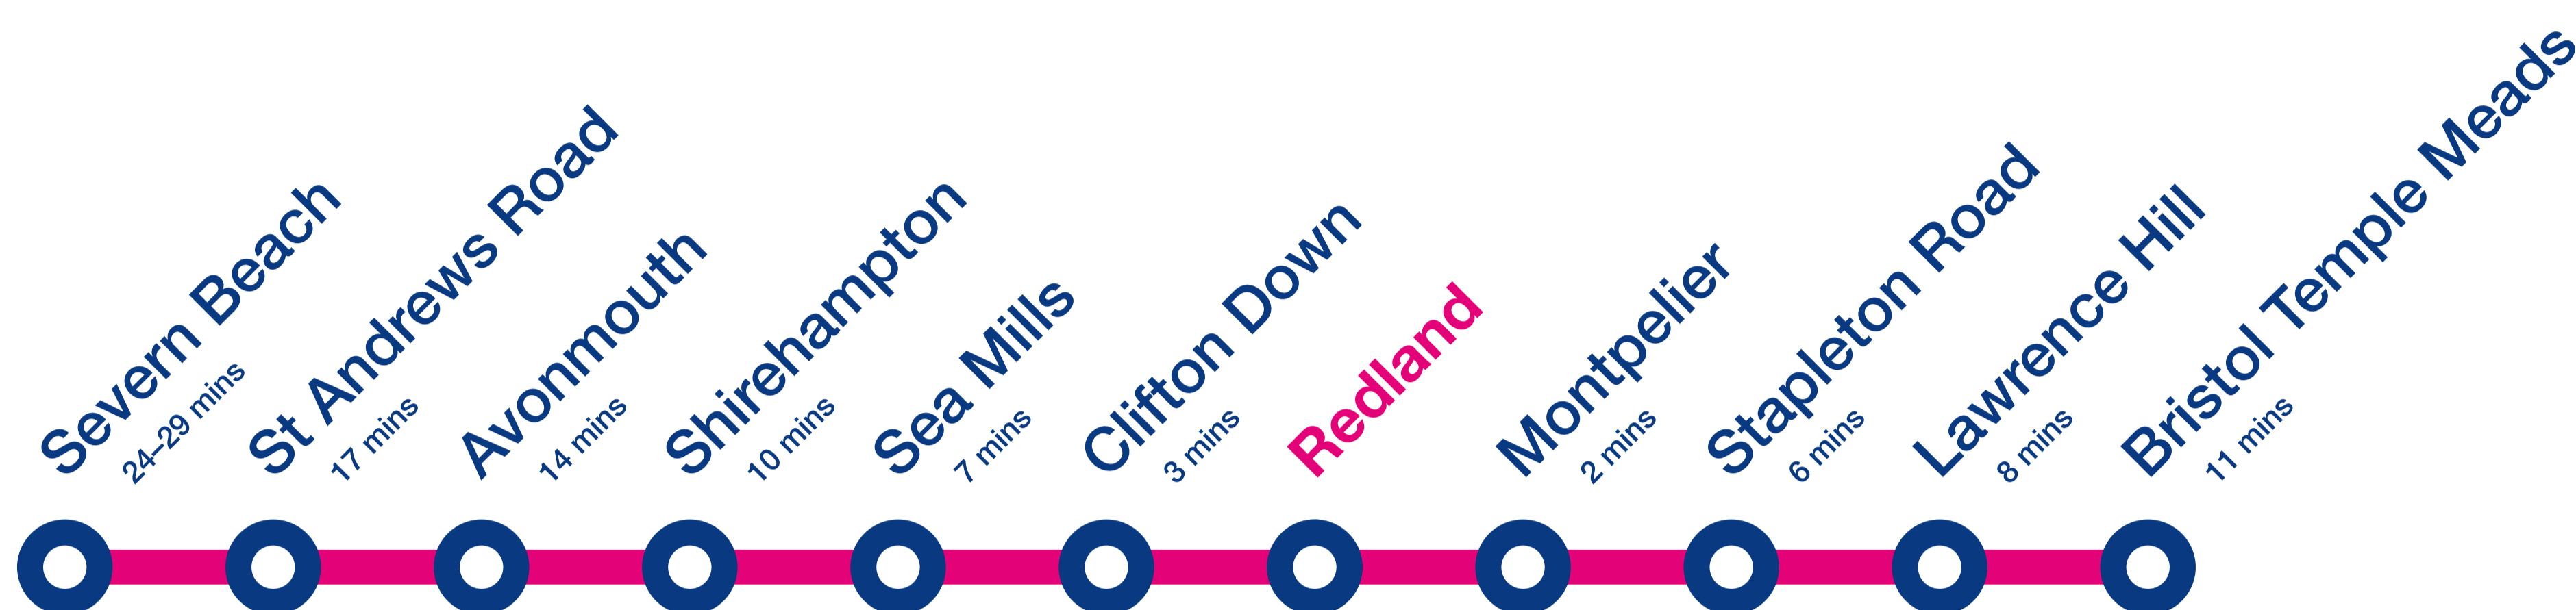 Severn Beach
24–29 mins
St Andrews Road
17 mins
Avonmouth
14 mins
Shirehampton
10 mins
Sea Mills
7 mins
Clifton Down
3 mins
Redland
Montpelier
2 mins
Stapleton Road
6 mins
Lawrence Hill
8 mins
Bristol Temple Meads
11 mins